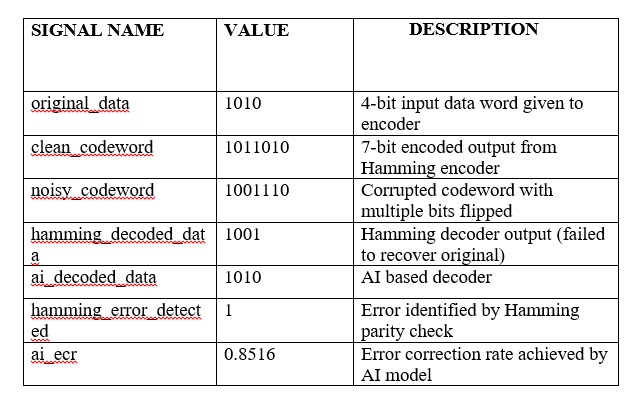 SIGNAL NAME VALUE DESCRIPTION
original_data 1010 4-bit input data word given to
encoder
clean_codeword 1011010 7-bit encoded output from
Hamming encoder
noisy_codeword 1001110 Corrupted codeword with
multiple bits flipped
hamming_decoded_dat 1001 Hamming decoder output (failed
a to recover original)
ai_decoded_data 1010 AI based decoder
hamming_error_detect 1 Error identified by Hamming
ed parity check
ai_ecr 0.8516 Error correction rate achieved by
AI model